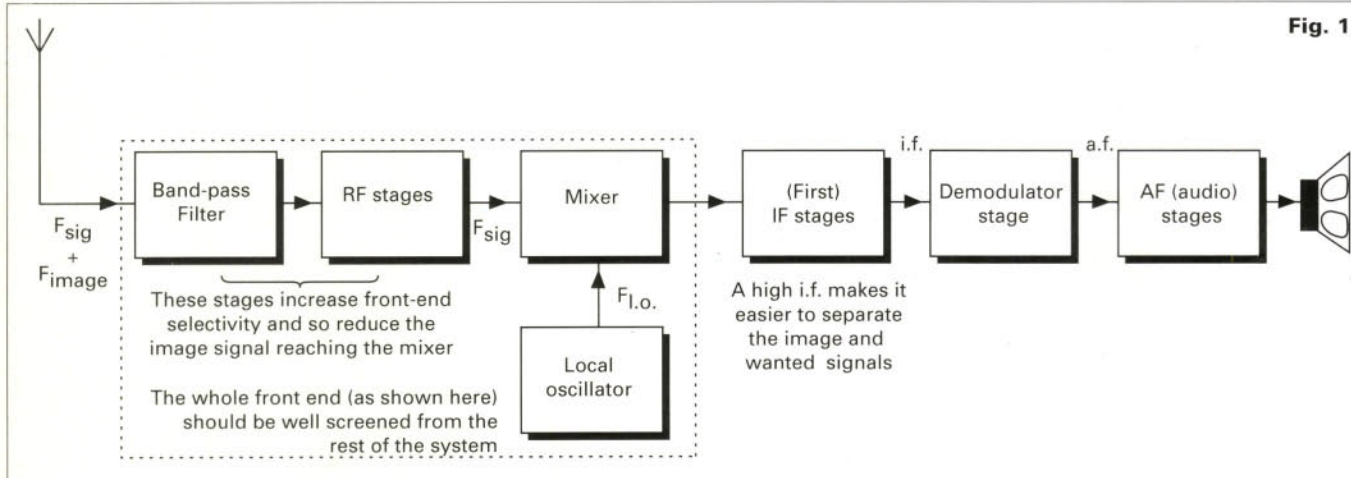 Fig. 1
Band-pass
Filter
RF stages
Mixer
(First)
IF stages
i.f.
Demodulator
stage
a.f.
AF (audio)
stages
Fsig
+
Fimage
Fsig
These stages increase front-end
selectivity and so reduce the
image signal reaching the mixer
Fl.o.
A high i.f. makes it
easier to separate
the image and
wanted signals
Local
oscillator
The whole front end (as shown here)
should be well screened from the
rest of the system